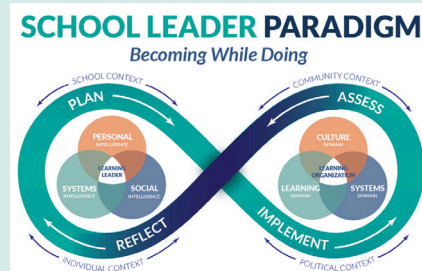 SCHOOL LEADER PARADIGM
Becoming While Doing
SCHOOL CONTEXT
COMMUNITY CONTEXT
PLAN
ASSESS
PERSONAL
INTELLIGENCE
CULTURE
DOMAIN
LEARNING
LEADER
LEARNING
ORGANIZATION
SYSTEMS
INTELLIGENCE
SOCIAL
INTELLIGENCE
LEARNING
DOMAIN
SYSTEMS
DOMAIN
REFLECT
IMPLEMENT
INDIVIDUAL CONTEXT
POLITICAL CONTEXT